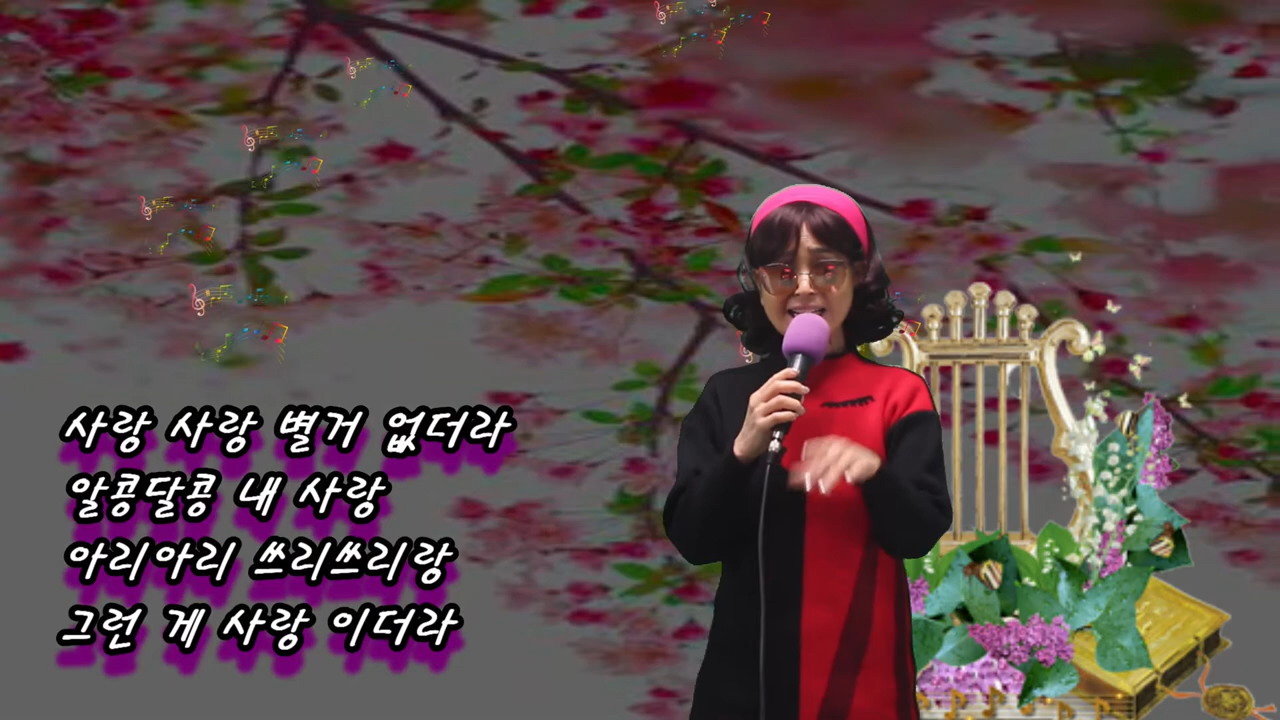 사랑 사랑 별거 없더라
알콩달콩 내 사랑
아리아리 쓰리쓰리랑
그런 게 사랑 이더라